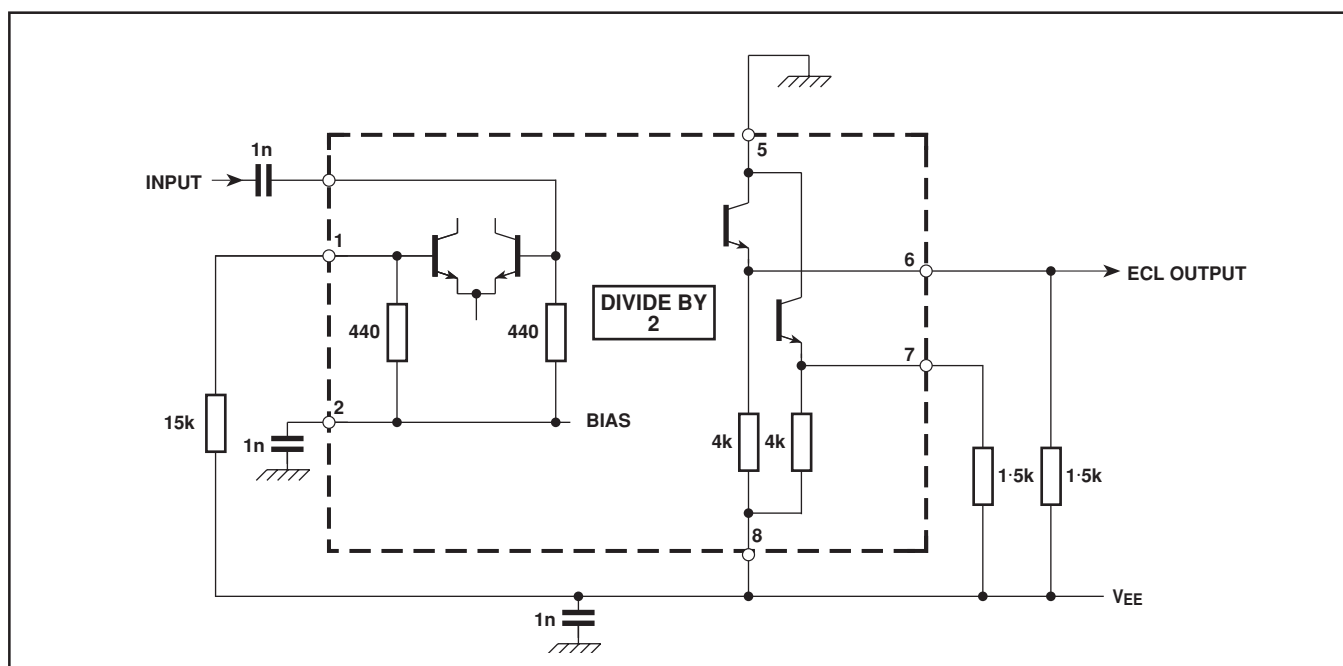 1n
INPUT
5
1
6
ECL OUTPUT
DIVIDE BY
2
440
440
7
2
BIAS
15k
1n
4k
4k
1·5k
1·5k
8
VEE
1n